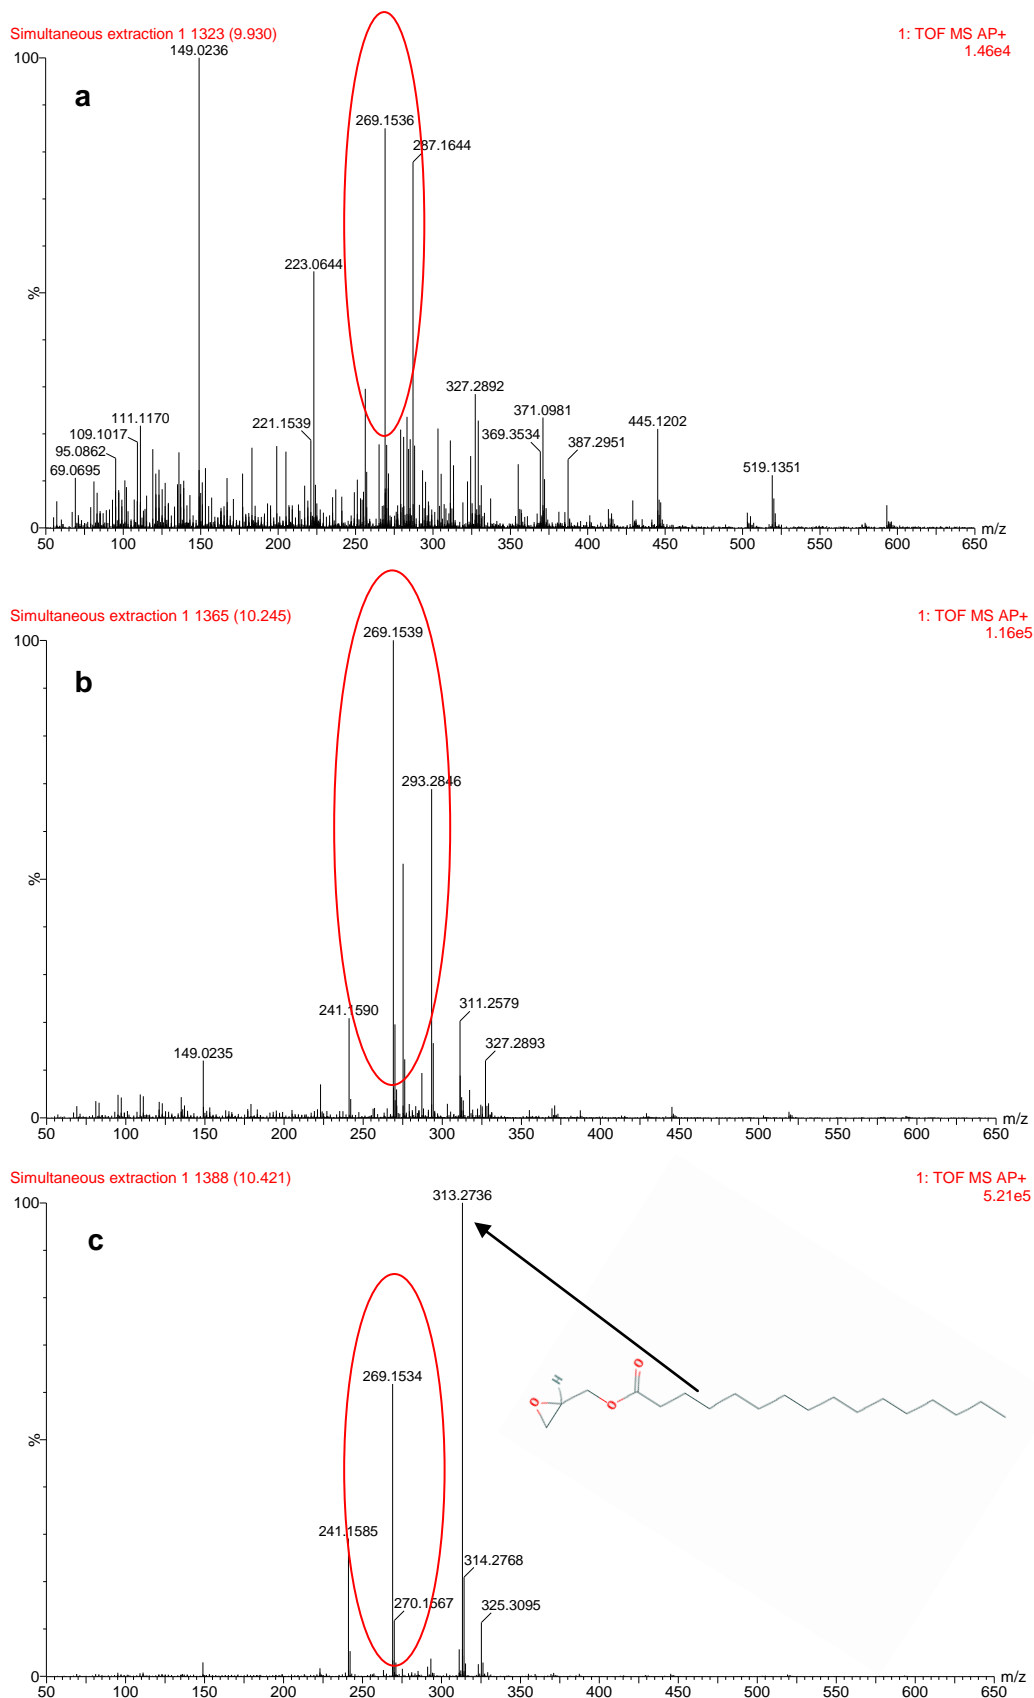 Simultaneous extraction 1 1323 (9.930)
1: TOF MS AP+
1.46e4
100
149.0236
a
269.1536
287.1644
223.0644
%
327.2892
371.0981
111.1170
221.1539
369.3534
387.2951
445.1202
109.1017
95.0862
69.0695
519.1351
0
50 100 150 200 250 300 350 400 450 500 550 600 650
m/z
Simultaneous extraction 1 1365 (10.245)
1: TOF MS AP+
1.16e5
100
269.1539
b
293.2846
%
241.1590
311.2579
327.2893
149.0235
0
50 100 150 200 250 300 350 400 450 500 550 600 650
m/z
Simultaneous extraction 1 1388 (10.421)
1: TOF MS AP+
5.21e5
100
313.2736
c
269.1534
H
O
O
O
%
241.1585
314.2768
270.1567
325.3095
0
50 100 150 200 250 300 350 400 450 500 550 600 650
m/z